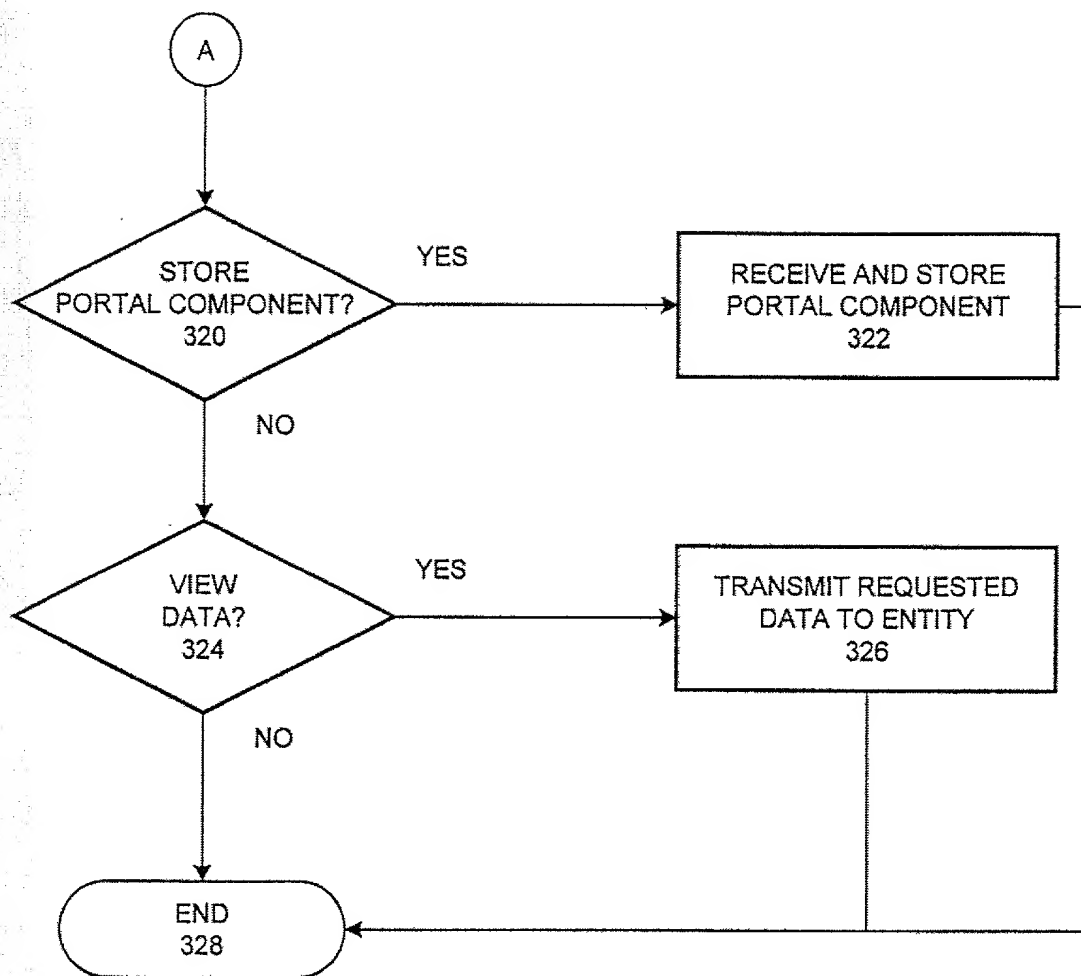 A
STORE
PORTAL COMPONENT?
320
YES
RECEIVE AND STORE
PORTAL COMPONENT
322
NO
VIEW
DATA?
324
YES
TRANSMIT REQUESTED
DATA TO ENTITY
326
NO
END
328